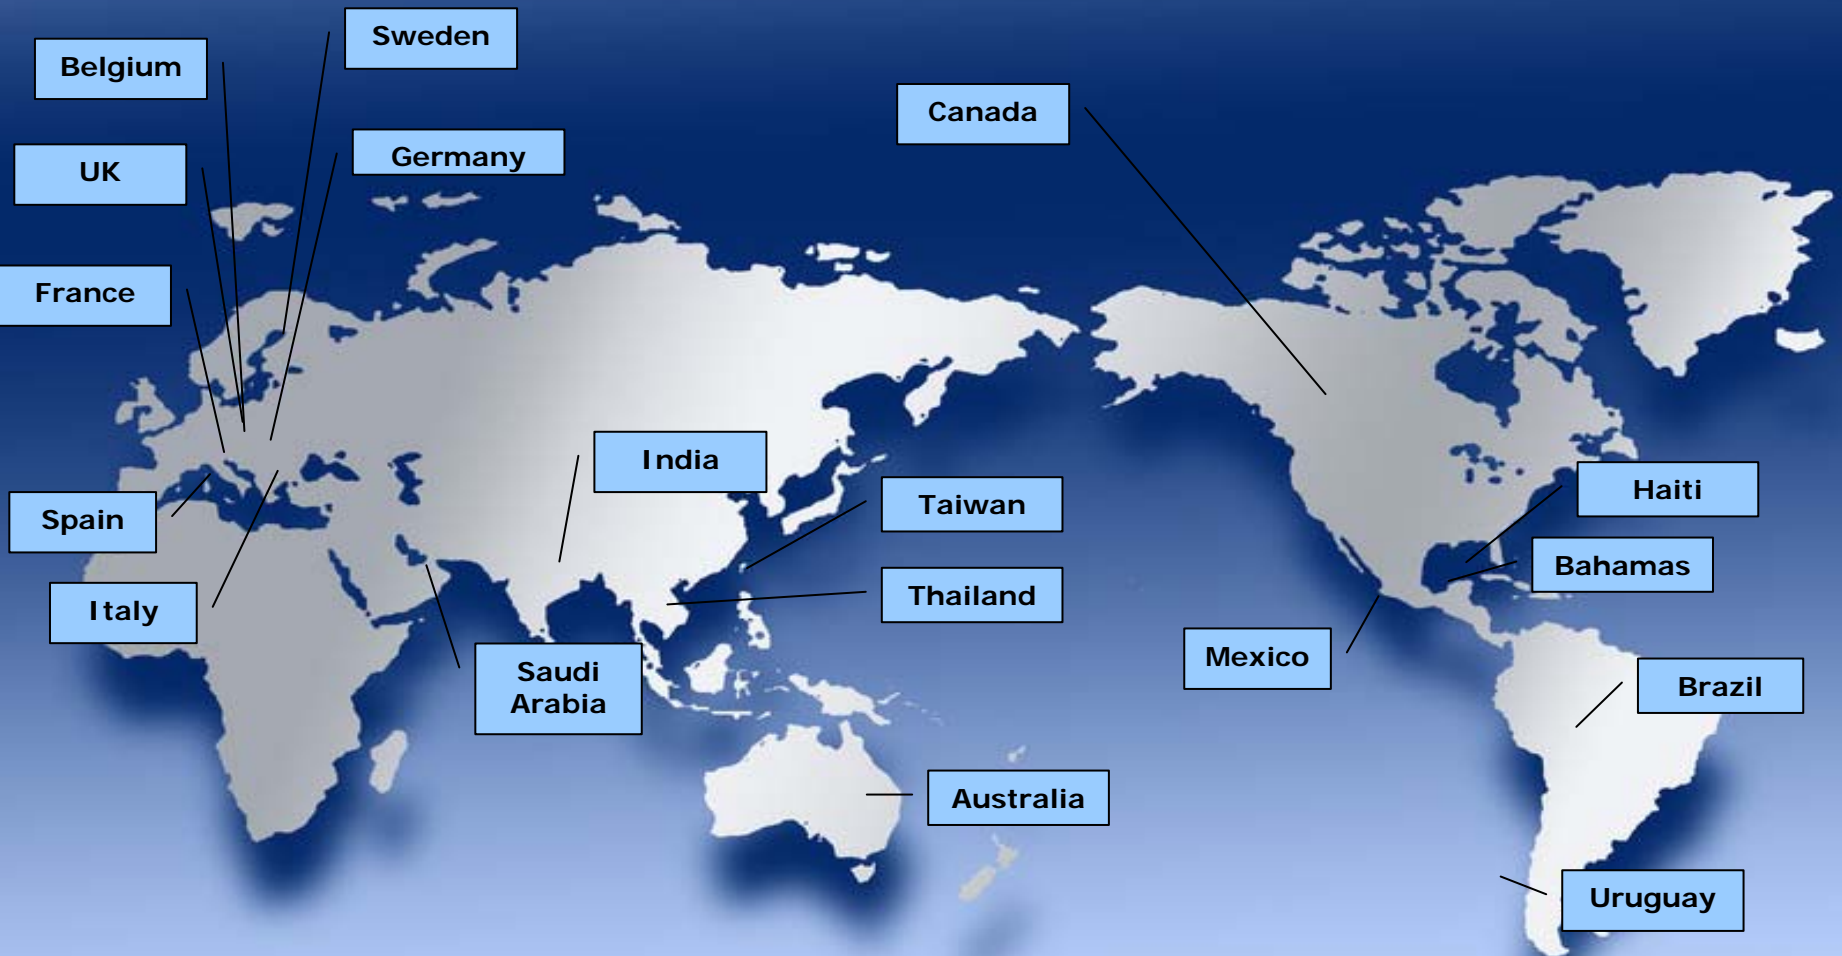 Sweden
Belgium
Canada
Germany
UK
France
India
Haiti
Taiwan
Spain
Bahamas
Thailand
Italy
Mexico
Saudi
Arabia
Brazil
Australia
Uruguay